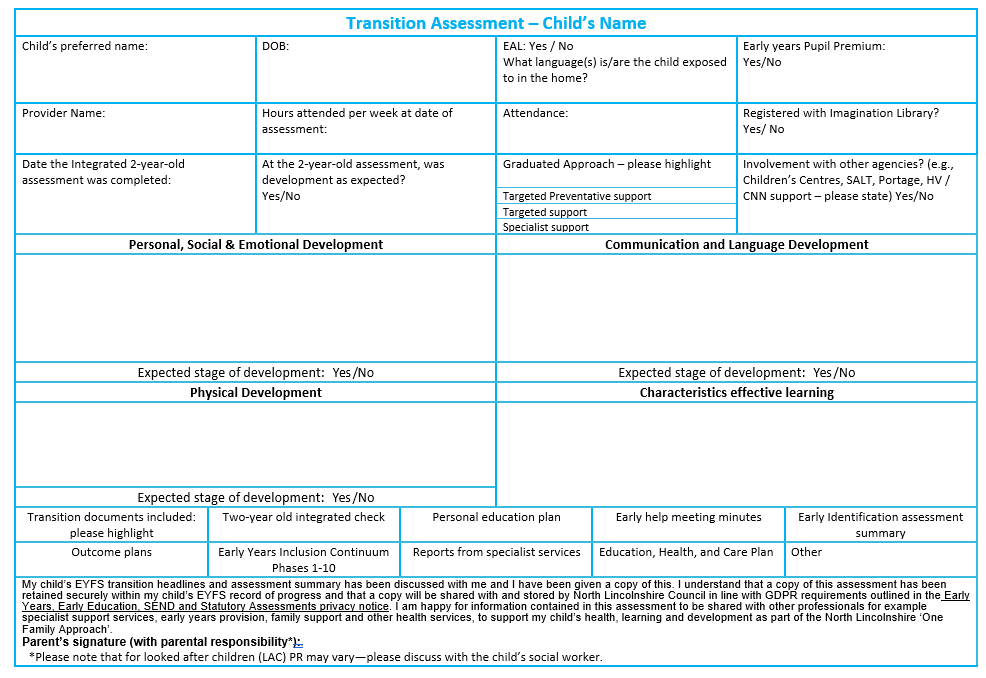 Transition Assessment – Child's Name
Child's preferred name:
DOB:
EAL: Yes / No
What language(s) is/are the child exposed
to in the home?
Early years Pupil Premium:
Yes/No
Provider Name:
Hours attended per week at date of
assessment:
Attendance:
Registered with Imagination Library?
Yes/ No
Date the Integrated 2-year-old
assessment was completed:
At the 2-year-old assessment, was
development as expected?
Yes/No
Graduated Approach – please highlight
Targeted Preventative support
Targeted support
Specialist support
Involvement with other agencies? (e.g.,
Children's Centres, SALT, Portage, HV /
CNN support – please state) Yes/No
Personal, Social & Emotional Development
Communication and Language Development
Expected stage of development:  Yes/No
Expected stage of development:  Yes/No
Physical Development
Characteristics effective learning
Expected stage of development:  Yes/No
Transition documents included:
please highlight
Two-year old integrated check
Personal education plan
Early help meeting minutes
Early Identification assessment
summary
Outcome plans
Early Years Inclusion Continuum
Phases 1-10
Reports from specialist services
Education, Health, and Care Plan
Other
My child's EYFS transition headlines and assessment summary has been discussed with me and I have been given a copy of this. I understand that a copy of this assessment has been
retained securely within my child's EYFS record of progress and that a copy will be shared with and stored by North Lincolnshire Council in line with GDPR requirements outlined in the Early
Years, Early Education, SEND and Statutory Assessments privacy notice. I am happy for information contained in this assessment to be shared with other professionals for example
specialist support services, early years provision, family support and other health services, to support my child's health, learning and development as part of the North Lincolnshire 'One
Family Approach'.
Parent's signature (with parental responsibility*):.
*Please note that for looked after children (LAC) PR may vary—please discuss with the child's social worker.